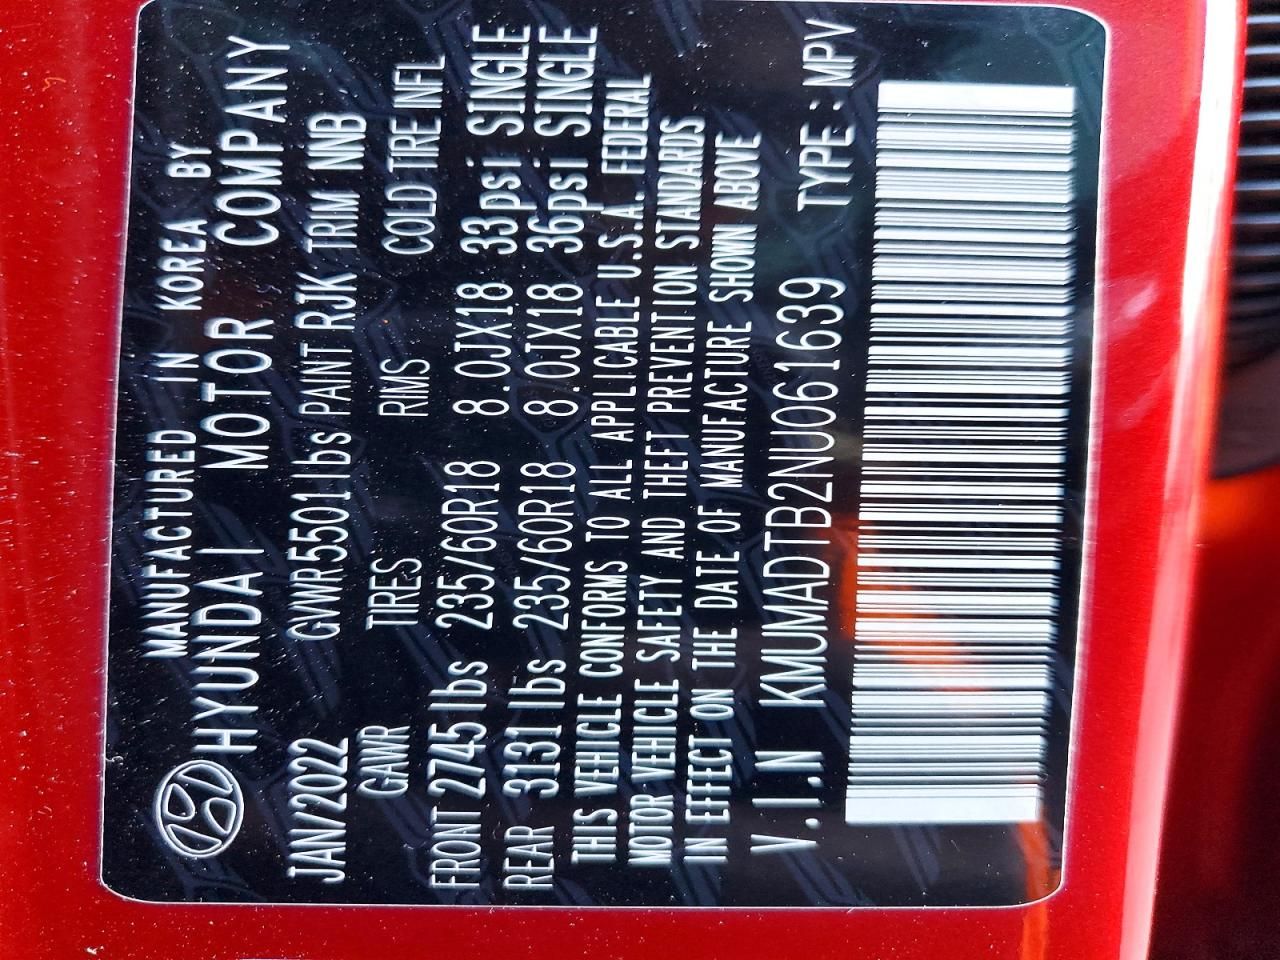 MANUFACTURED IN KOREA BY
HYUNDAI MOTOR COMPANY
JAN/2022 GVWR 5501 lbs PAINT RJK TRIM NNB
GAWR TIRES RIMS COLD TIRE INFL
FRONT 2745 lbs 235/60R18 8.0JX18 33psi SINGLE
REAR 3131 lbs 235/60R18 8.0JX18 36psi SINGLE
THIS VEHICLE CONFORMS TO ALL APPLICABLE U.S.A. FEDERAL
MOTOR VEHICLE SAFETY AND THEFT PREVENTION STANDARDS
IN EFFECT ON THE DATE OF MANUFACTURE SHOWN ABOVE
V.I.N KMUMADTB2NU061639 TYPE : MPV